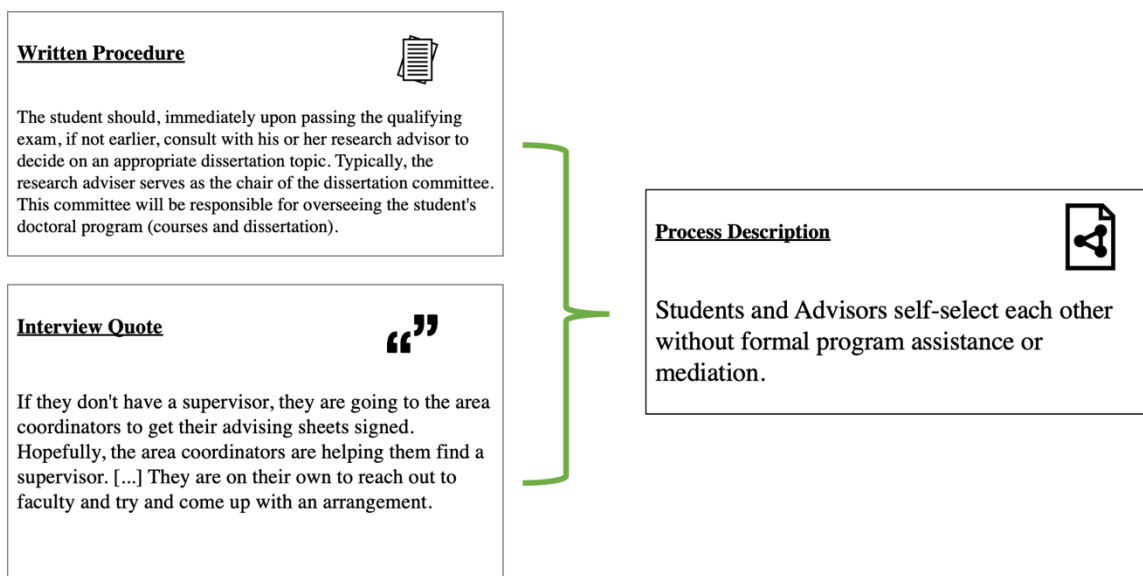 Written Procedure
The student should, immediately upon passing the qualifying
exam, if not earlier, consult with his or her research advisor to
decide on an appropriate dissertation topic. Typically, the
research adviser serves as the chair of the dissertation committee.
This committee will be responsible for overseeing the student's
doctoral program (courses and dissertation).
Interview Quote
If they don't have a supervisor, they are going to the area
coordinators to get their advising sheets signed.
Hopefully, the area coordinators are helping them find a
supervisor. [...] They are on their own to reach out to
faculty and try and come up with an arrangement.
Process Description
Students and Advisors self-select each other
without formal program assistance or
mediation.